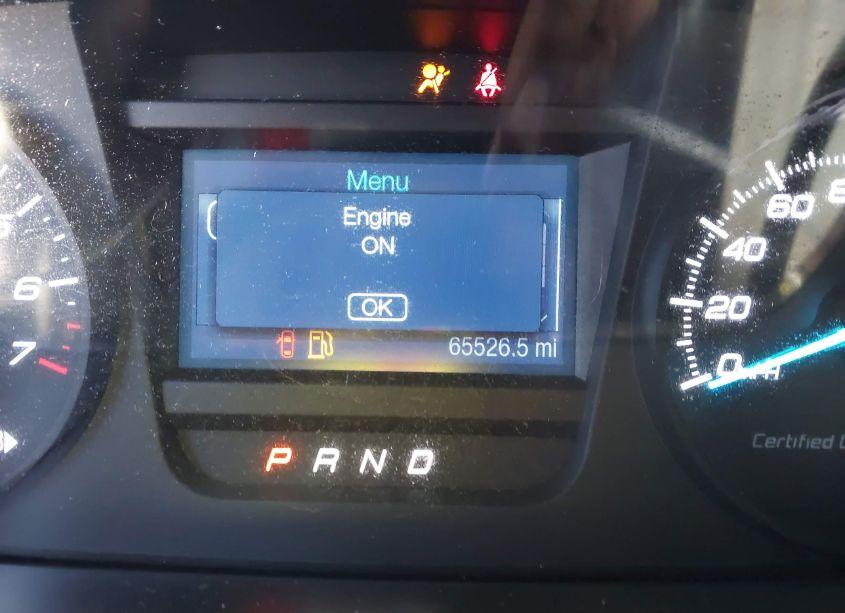 Menu
Engine
ON
OK
65526.5 mi
P R N D
6
7
0
20
40
60
Certified